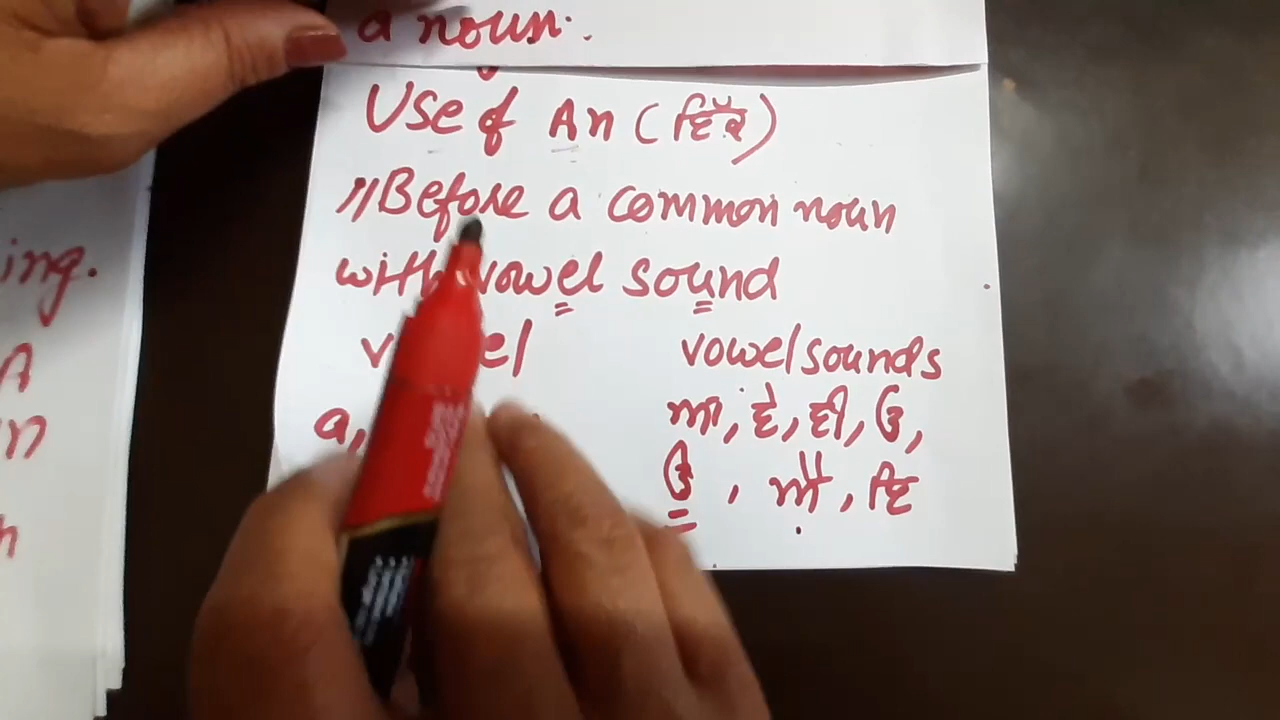 a noun.
Use of An (ਇੱਕ)
1) Before a common noun
with vowel sound
vowel sounds
ਅ, ਏ, ਈ, ਉ,
ਓ, ਔ, ਇ
a,
ing.
A
n